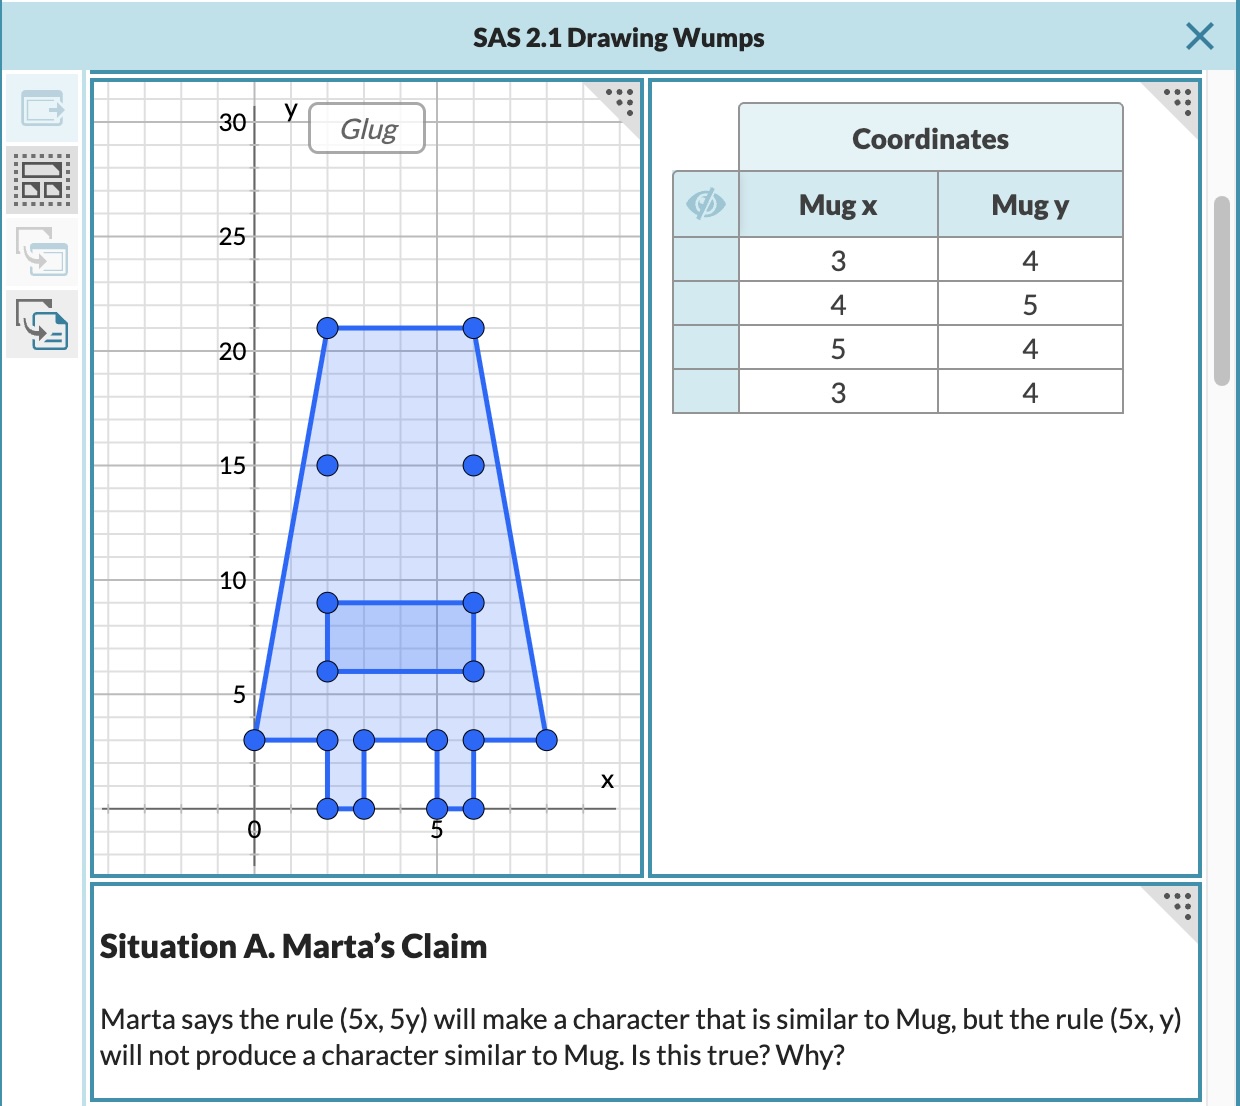 SAS 2.1 Drawing Wumps
y
Glug
30
25
20
15
10
5
x
0
5
Coordinates
Mug x Mug y
3 4
4 5
5 4
3 4
Situation A. Marta’s Claim
Marta says the rule (5x, 5y) will make a character that is similar to Mug, but the rule (5x, y)
will not produce a character similar to Mug. Is this true? Why?